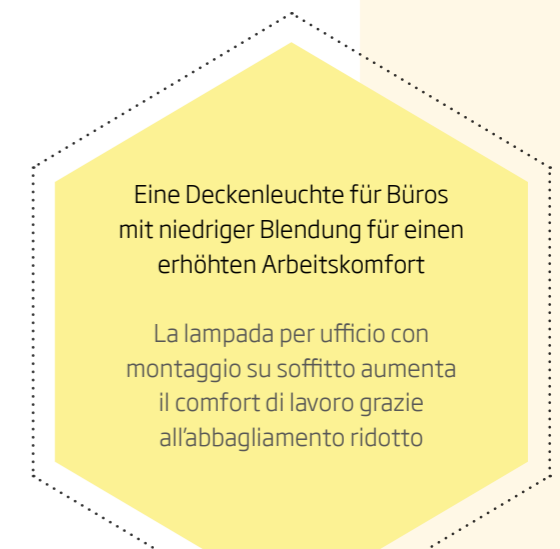 Eine Deckenleuchte für Büros
mit niedriger Blendung für einen
erhöhten Arbeitskomfort
La lampada per ufficio con
montaggio su soffitto aumenta
il comfort di lavoro grazie
all'abbagliamento ridotto